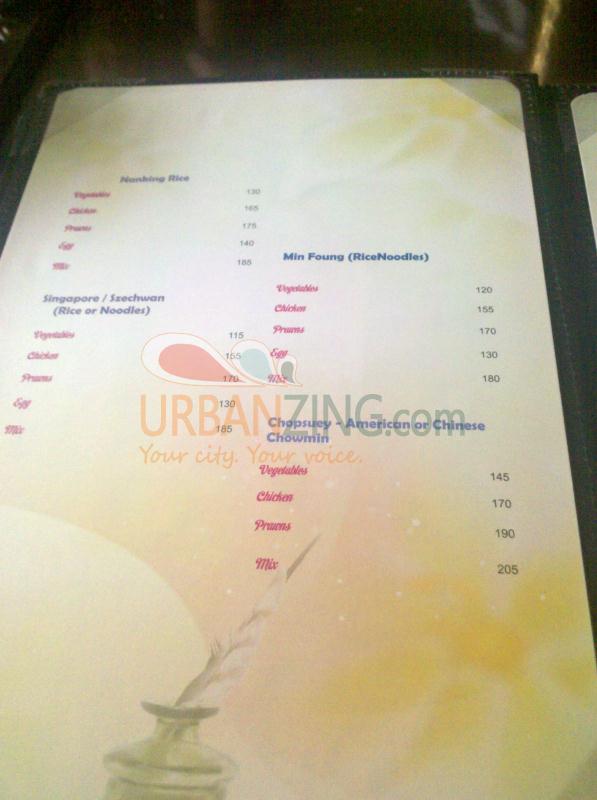 Nanking Rice
Vegetables 130
Chicken 165
Prawns 175
Egg 140
Mix 185
Singapore / Szechwan
(Rice or Noodles)
Vegetables 115
Chicken 155
Prawns 170
Egg 130
Mix 185
Min Foung (RiceNoodles)
Vegetables 120
Chicken 155
Prawns 170
Egg 130
Mix 180
Chopsuey - American or Chinese
Chowmin
Vegetables 145
Chicken 170
Prawns 190
Mix 205
URBANZING.com
Your city. Your voice.